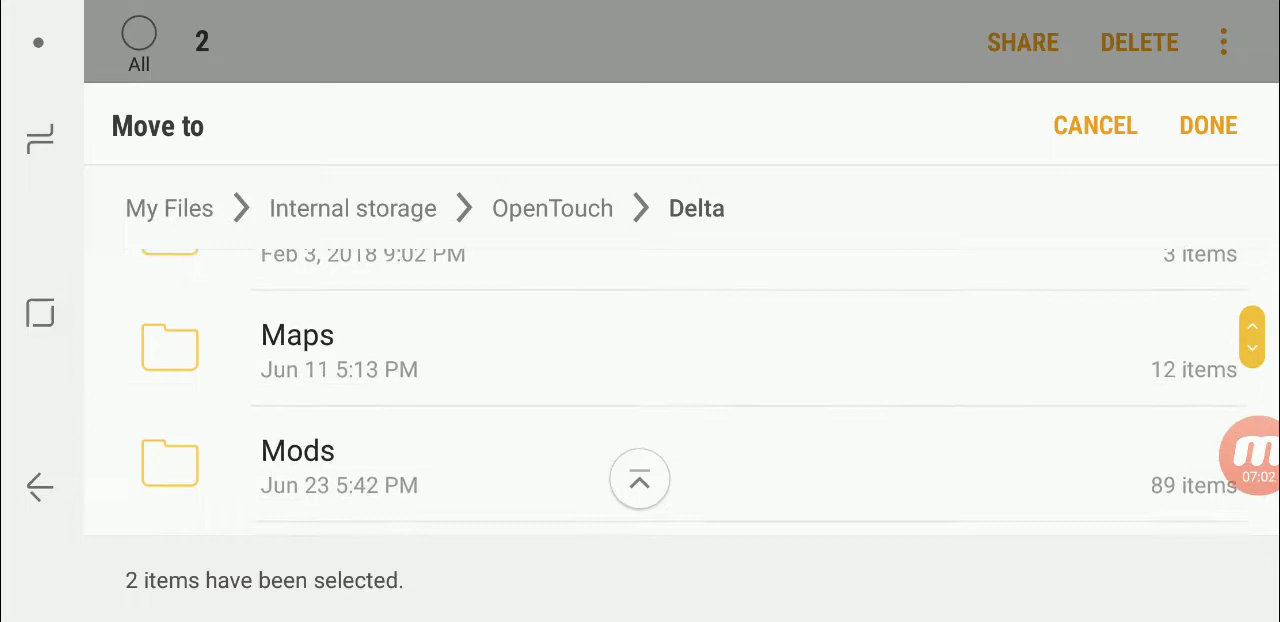 2
SHARE DELETE
All
Move to
CANCEL DONE
My Files Internal storage OpenTouch Delta
Feb 3, 2018 9:02 PM 3 items
Maps
Jun 11 5:13 PM 12 items
Mods
Jun 23 5:42 PM 89 items
m
07:02
2 items have been selected.